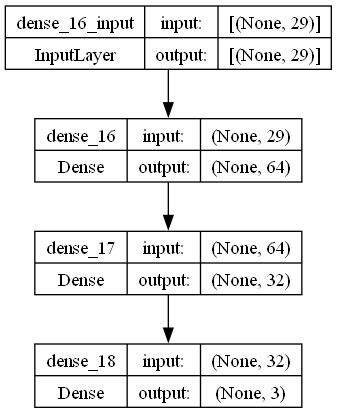 dense_16_input input: [(None, 29)]
InputLayer output: [(None, 29)]
dense_16 input: (None, 29)
Dense output: (None, 64)
dense_17 input: (None, 64)
Dense output: (None, 32)
dense_18 input: (None, 32)
Dense output: (None, 3)